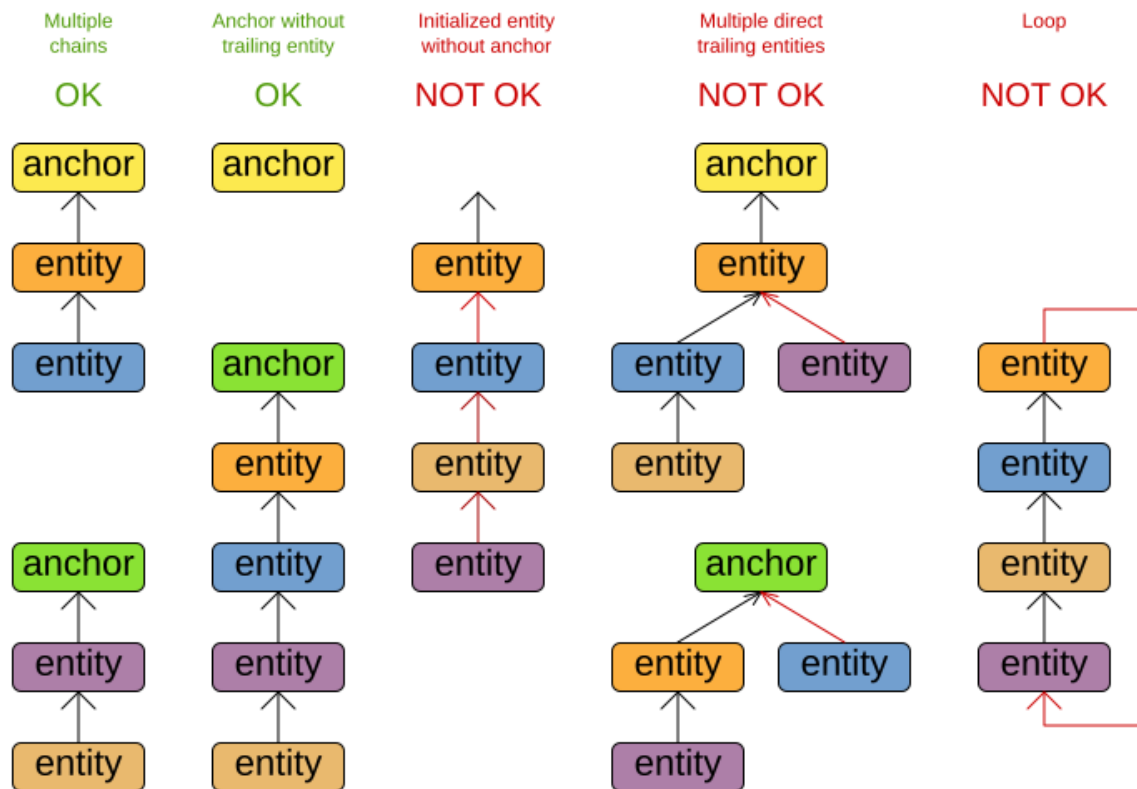 Multiple
chains
OK
anchor
entity
entity
anchor
entity
entity
Anchor without
trailing entity
OK
anchor
anchor
entity
entity
entity
entity
Initialized entity
without anchor
NOT OK
entity
entity
entity
entity
Multiple direct
trailing entities
NOT OK
anchor
entity
entity entity
entity
anchor
entity entity
entity
Loop
NOT OK
entity
entity
entity
entity